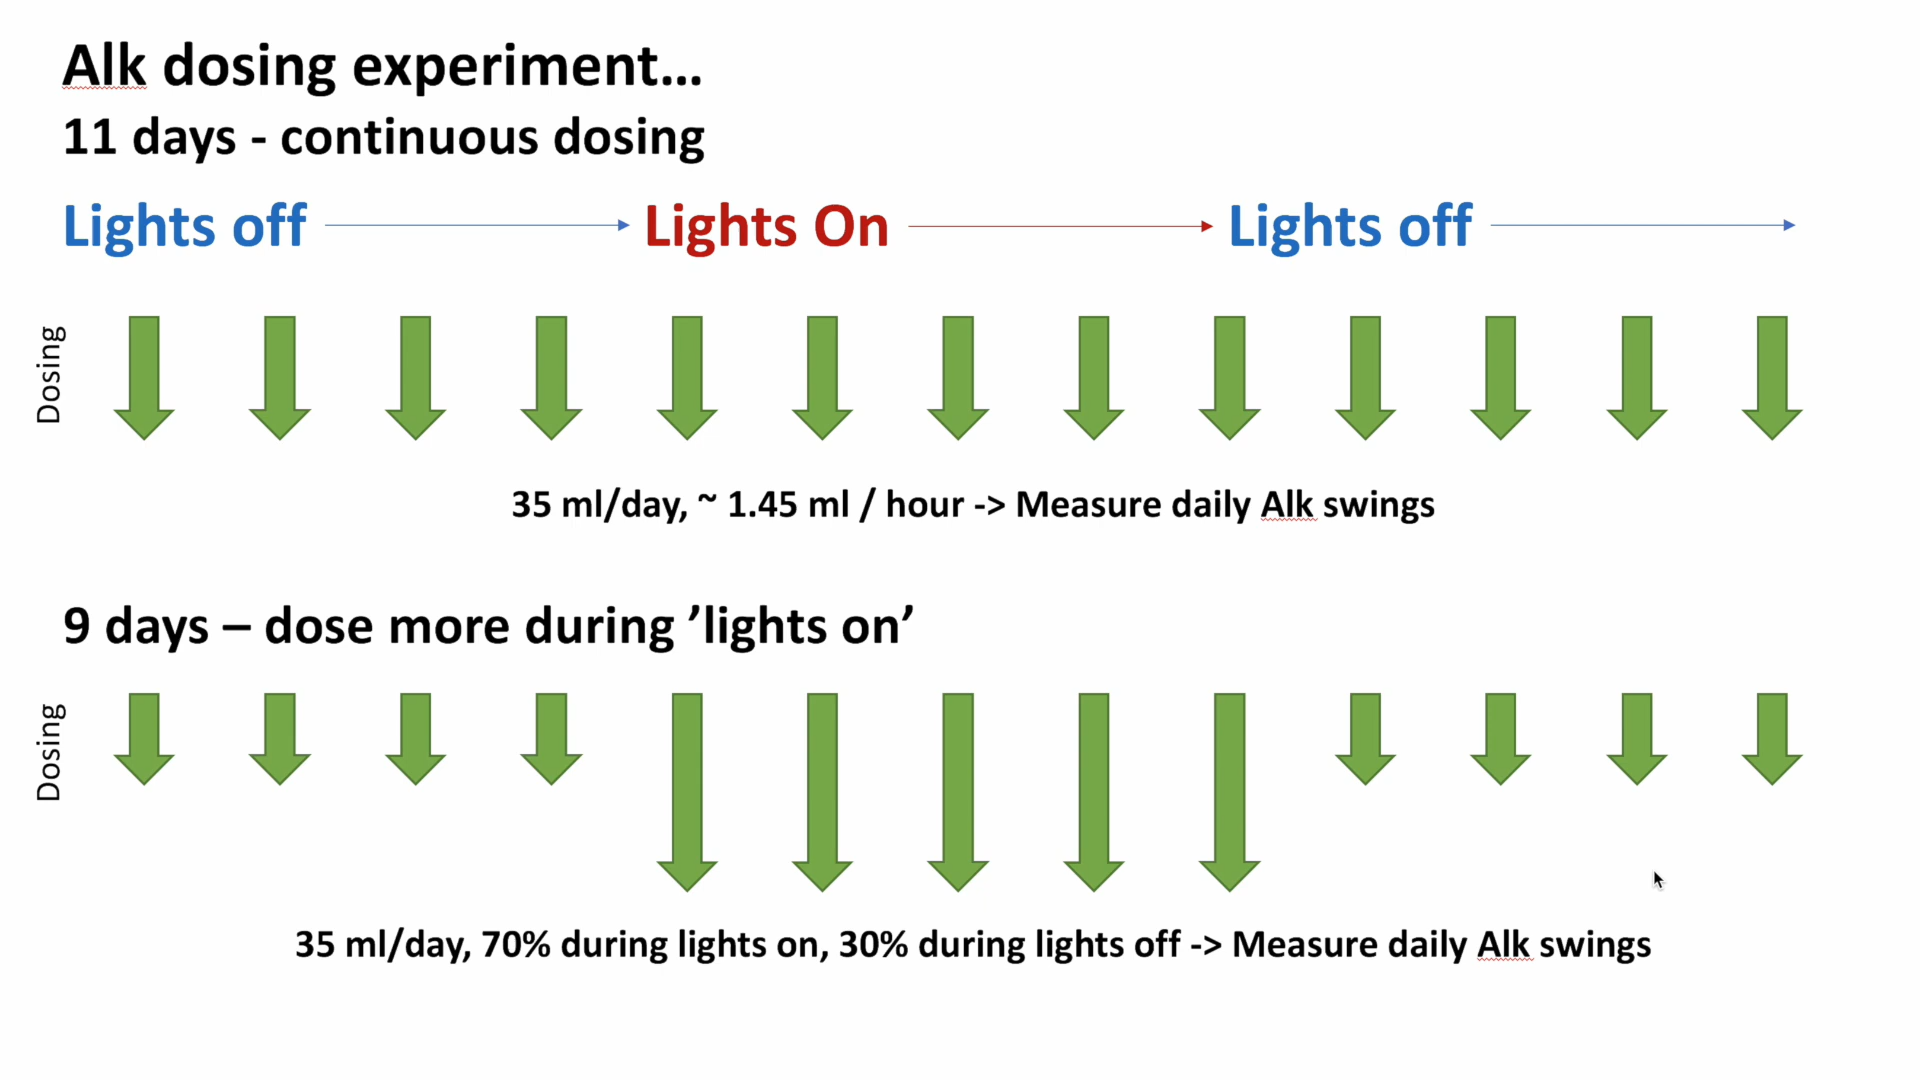 Alk dosing experiment...
11 days - continuous dosing
Lights off Lights On Lights off
Dosing
35 ml/day, ~ 1.45 ml / hour -> Measure daily Alk swings
9 days – dose more during ’lights on’
Dosing
35 ml/day, 70% during lights on, 30% during lights off -> Measure daily Alk swings